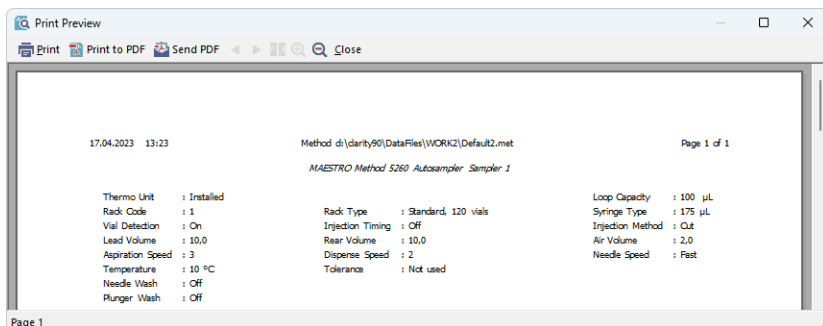 Print Preview
Print Print to PDF Send PDF Close
17.04.2023 13:23 Method d:\clarity90\DataFiles\WORK2\Default2.met Page 1 of 1
MAESTRO Method 5260 Autosampler Sampler 1
Thermo Unit : Installed Loop Capacity : 100 µL
Rack Code : 1 Rack Type : Standard, 120 vials Syringe Type : 175 µL
Vial Detection : On Injection Timing : Off Injection Method : Cut
Lead Volume : 10,0 Rear Volume : 10,0 Air Volume : 2,0
Aspiration Speed : 3 Disperse Speed : 2 Needle Speed : Fast
Temperature : 10 ºC Tolerance : Not used
Needle Wash : Off
Plunger Wash : Off
Page 1